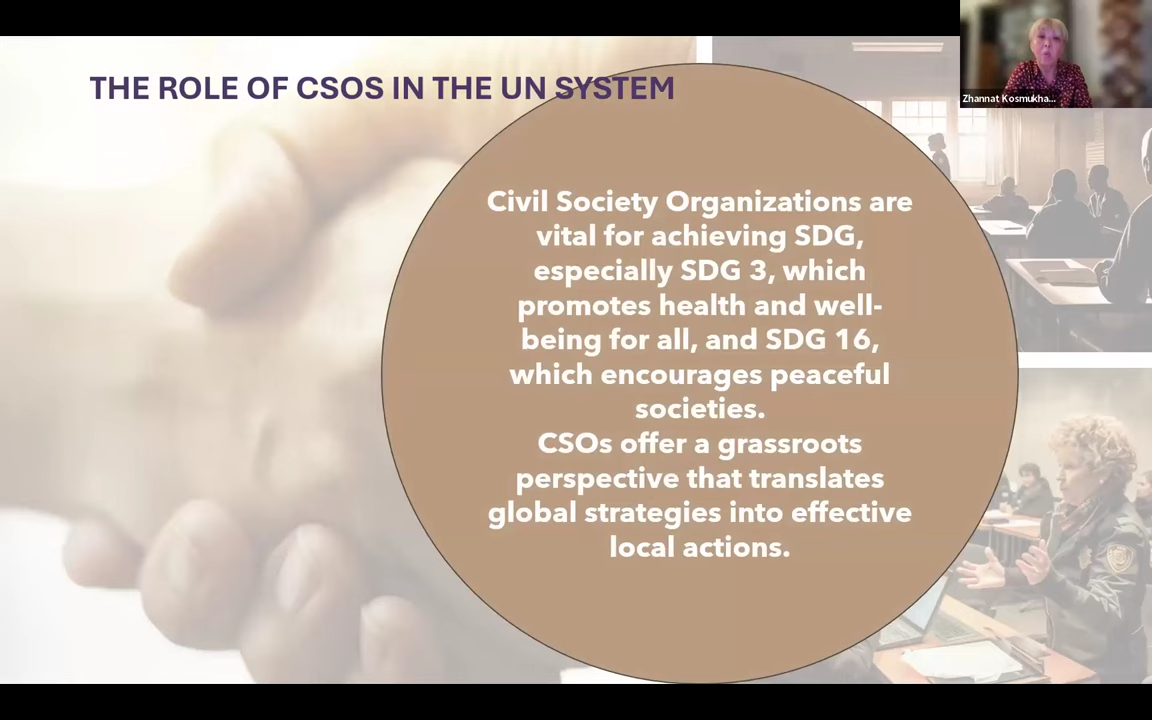 THE ROLE OF CSOS IN THE UN SYSTEM
Zhannat Kosmukha...
Civil Society Organizations are
vital for achieving SDG,
especially SDG 3, which
promotes health and well-
being for all, and SDG 16,
which encourages peaceful
societies.
CSOs offer a grassroots
perspective that translates
global strategies into effective
local actions.